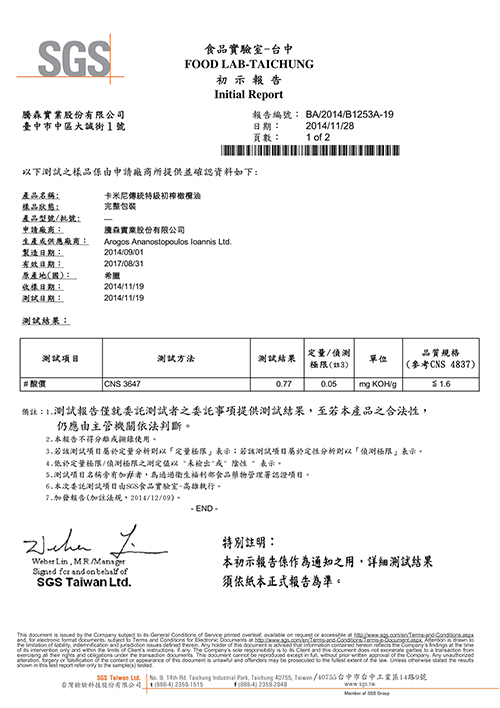 SGS
食品實驗室-台中
FOOD LAB-TAICHUNG
初示報告
Initial Report
騰森實業股份有限公司
臺中市中區大誠街1號
報告編號： BA/2014/B1253A-19
日期： 2014/11/28
頁數： 1 of 2
以下測試之樣品係由申請廠商所提供並確認資料如下:
產品名稱: 卡米尼傳統特級初榨橄欖油
樣品狀態: 完整包裝
產品型號/批號: —
申請廠商： 騰森實業股份有限公司
生產或供應廠商： Arogos Ananostopoulos Ioannis Ltd.
製造日期： 2014/09/01
有效日期： 2017/08/31
原產地(國)： 希臘
收樣日期： 2014/11/19
測試日期： 2014/11/19
測試結果：
測試項目 測試方法 測試結果 定量/偵測極限(註3) 單位 品質規格(參考CNS 4837)
#酸價 CNS 3647 0.77 0.05 mg KOH/g ≦1.6
備註：1.測試報告僅就委託測試者之委託事項提供測試結果，至若本產品之合法性，
仍應由主管機關依法判斷。
2.本報告不得分離或擷錄使用。
3.若該測試項目屬於定量分析則以「定量極限」表示；若該測試項目屬於定性分析則以「偵測極限」表示。
4.低於定量極限/偵測極限之測定值以 "未檢出"或" 陰性 " 表示。
5.測試項目名稱旁有加#者，為通過衛生福利部食品藥物管理署認證項目。
6.本次委託測試項目由SGS食品實驗室-高雄執行。
7.加發報告(加註法規，2014/12/09)。
- END -
Weber Lin, M.R./Manager
Signed for and on behalf of
SGS Taiwan Ltd.
特別註明：
本初示報告係作為通知之用，詳細測試結果
須依紙本正式報告為準。
This document is issued by the Company subject to its General Conditions of Service printed overleaf, available on request or accessible at http://www.sgs.com/en/Terms-and-Conditions.aspx
and, for electronic format documents, subject to Terms and Conditions for Electronic Documents at http://www.sgs.com/en/Terms-and-Conditions/Terms-e-Document.aspx. Attention is drawn to
the limitation of liability, indemnification and jurisdiction issues defined therein. Any holder of this document is advised that information contained hereon reflects the Company's findings at the time
of its intervention only and within the limits of Client's instructions, if any. The Company's sole responsibility is to its Client and this document does not exonerate parties to a transaction from
exercising all their rights and obligations under the transaction documents. This document cannot be reproduced except in full, without prior written approval of the Company. Any unauthorized
alteration, forgery or falsification of the content or appearance of this document is unlawful and offenders may be prosecuted to the fullest extent of the law. Unless otherwise stated the results
shown in this test report refer only to the sample(s) tested.
SGS Taiwan Ltd. No. 9, 14th Rd. Taichung Industrial Park, Taichung 40755, Taiwan /40755台中市台中工業區14路9號
台灣檢驗科技股份有限公司 t (886-4) 2359-1515 f (886-4) 2359-2948 www.sgs.tw
Member of SGS Group